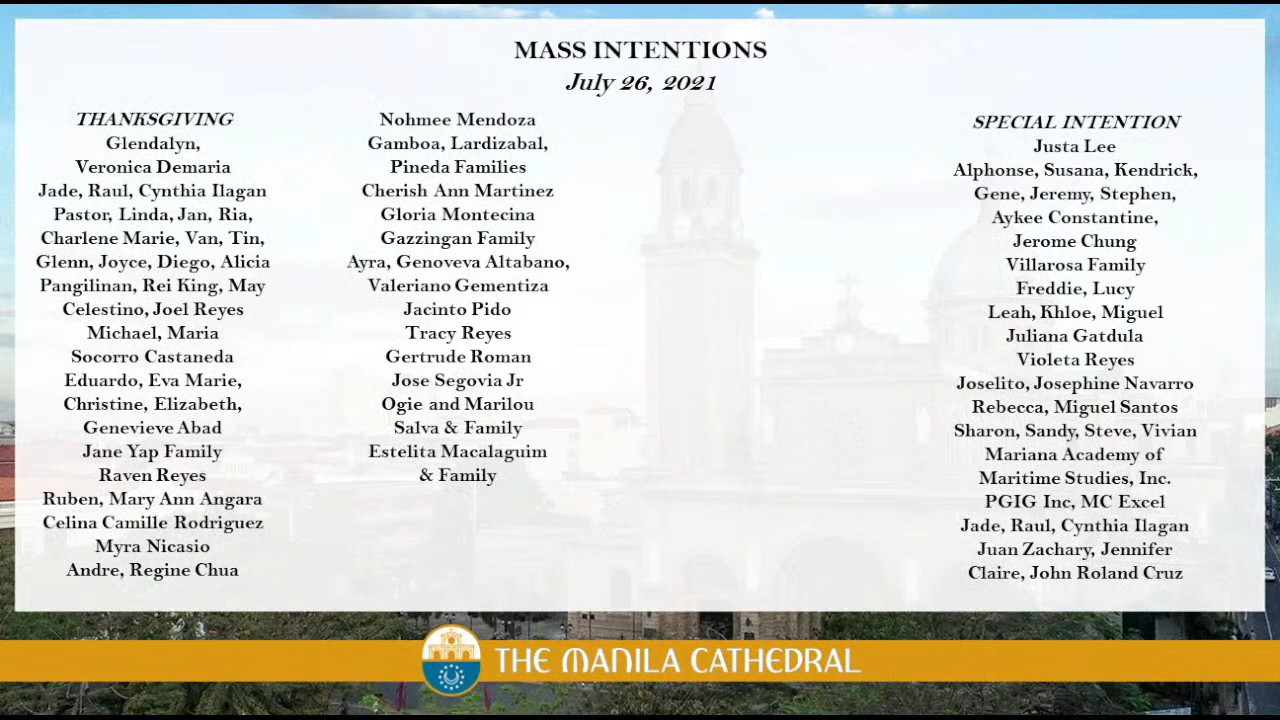 MASS INTENTIONS
July 26, 2021
THANKSGIVING
Glendalyn,
Veronica Demaria
Jade, Raul, Cynthia Ilagan
Pastor, Linda, Jan, Ria,
Charlene Marie, Van, Tin,
Glenn, Joyce, Diego, Alicia
Pangilinan, Rei King, May
Celestino, Joel Reyes
Michael, Maria
Socorro Castaneda
Eduardo, Eva Marie,
Christine, Elizabeth,
Genevieve Abad
Jane Yap Family
Raven Reyes
Ruben, Mary Ann Angara
Celina Camille Rodriguez
Myra Nicasio
Andre, Regine Chua
Nohmee Mendoza
Gamboa, Lardizabal,
Pineda Families
Cherish Ann Martinez
Gloria Montecina
Gazzingan Family
Ayra, Genoveva Altabano,
Valeriano Gementiza
Jacinto Pido
Tracy Reyes
Gertrude Roman
Jose Segovia Jr
Ogie and Marilou
Salva & Family
Estelita Macalaguim
& Family
SPECIAL INTENTION
Justa Lee
Alphonse, Susana, Kendrick,
Gene, Jeremy, Stephen,
Aykee Constantine,
Jerome Chung
Villarosa Family
Freddie, Lucy
Leah, Khloe, Miguel
Juliana Gatdula
Violeta Reyes
Joselito, Josephine Navarro
Rebecca, Miguel Santos
Sharon, Sandy, Steve, Vivian
Mariana Academy of
Maritime Studies, Inc.
PGIG Inc, MC Excel
Jade, Raul, Cynthia Ilagan
Juan Zachary, Jennifer
Claire, John Roland Cruz
THE MANILA CATHEDRAL